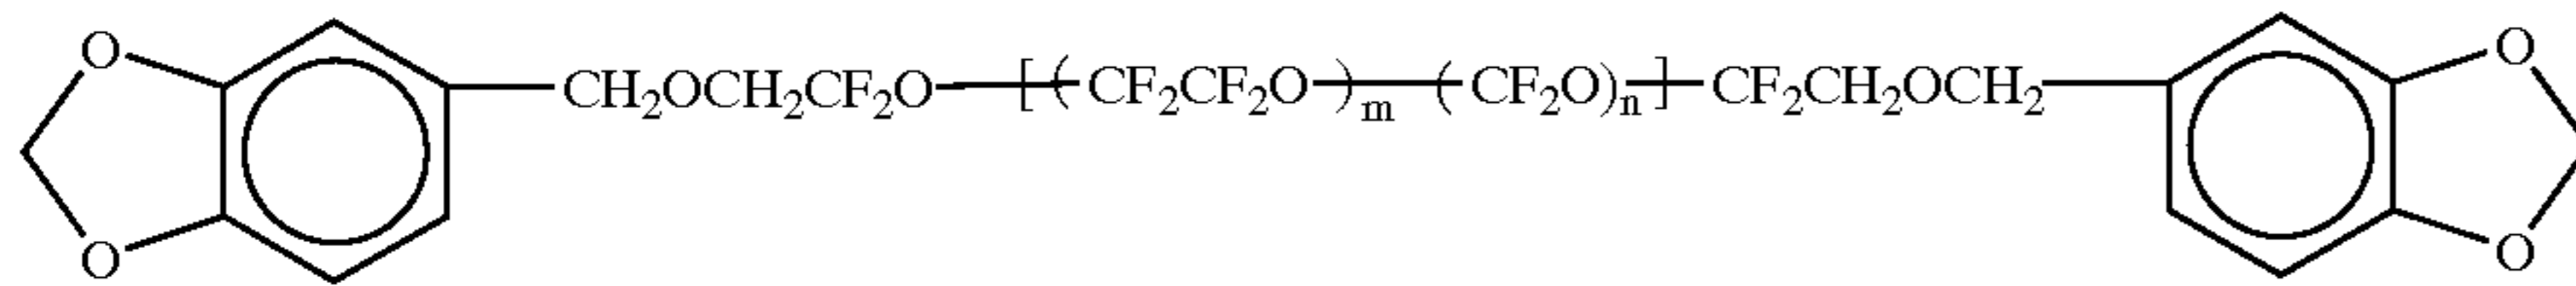 O O CH₂OCH₂CF₂O [ ( CF₂CF₂O )ₘ ( CF₂O)ₙ ] CF₂CH₂OCH₂ O O